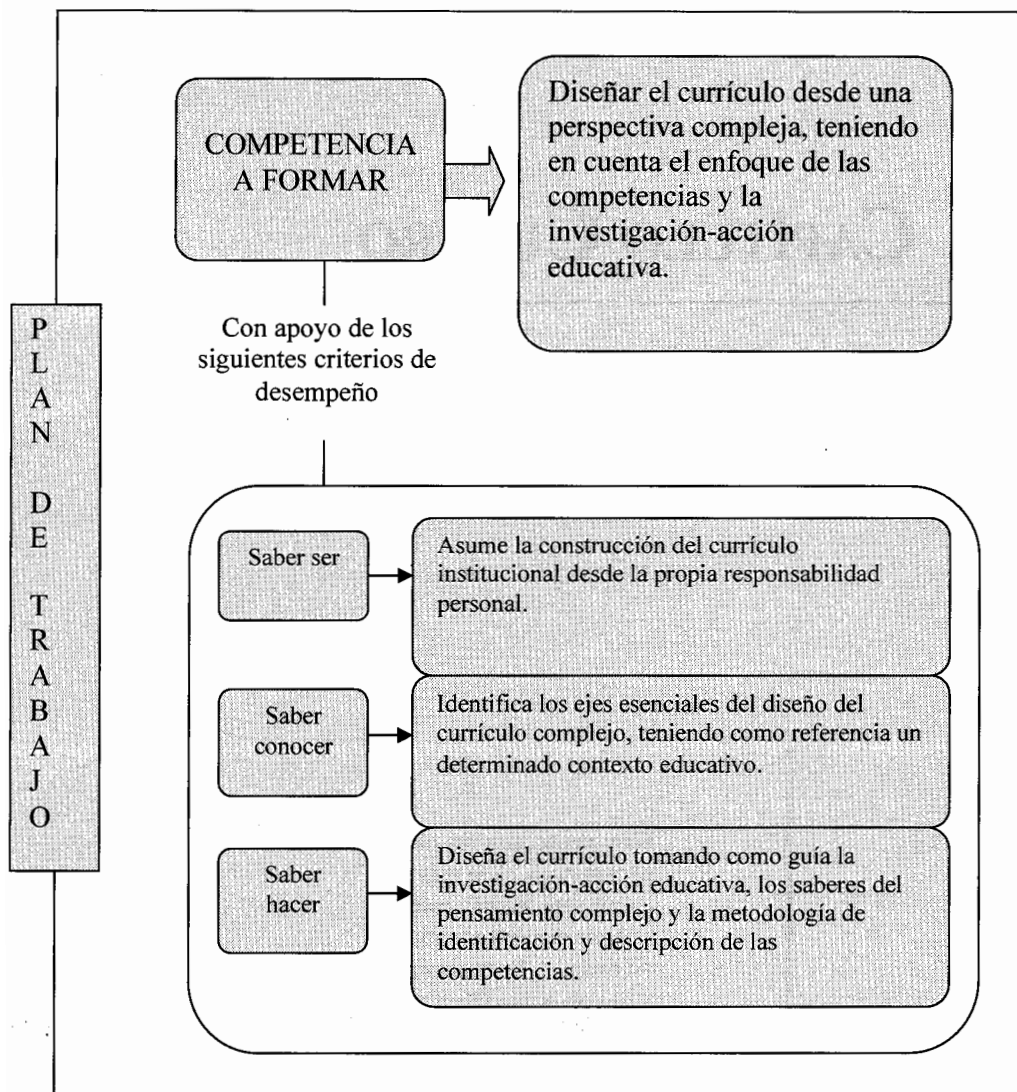 COMPETENCIA
A FORMAR
Diseñar el currículo desde una
perspectiva compleja, teniendo
en cuenta el enfoque de las
competencias y la
investigación-acción
educativa.
PLAN DE TRABAJO
Con apoyo de los
siguientes criterios de
desempeño
Saber ser
Asume la construcción del currículo
institucional desde la propia responsabilidad
personal.
Saber
conocer
Identifica los ejes esenciales del diseño del
currículo complejo, teniendo como referencia un
determinado contexto educativo.
Saber
hacer
Diseña el currículo tomando como guía la
investigación-acción educativa, los saberes del
pensamiento complejo y la metodología de
identificación y descripción de las
competencias.